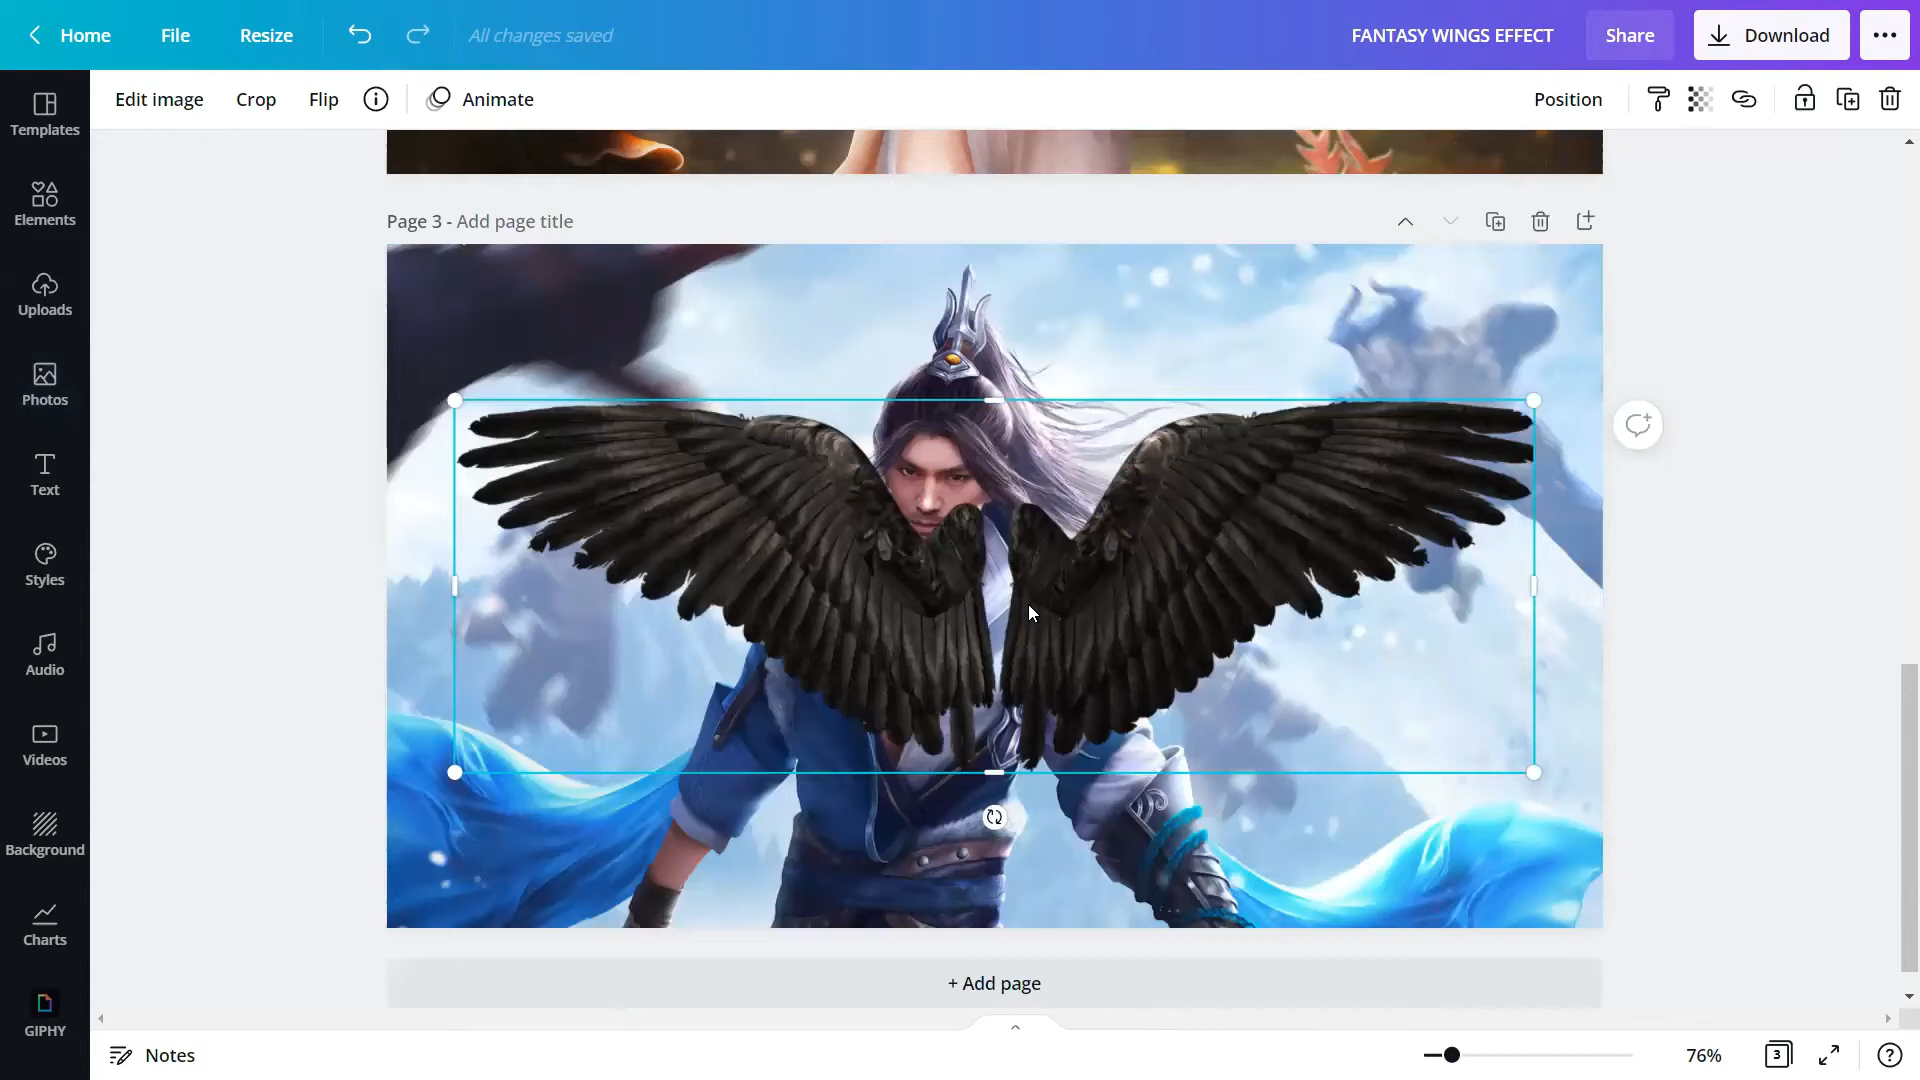 Home
File
Resize
All changes saved
FANTASY WINGS EFFECT
Share
Download
Edit image
Crop
Flip
Animate
Position
Templates
Elements
Uploads
Photos
Text
Styles
Audio
Videos
Background
Charts
GIPHY
Page 3 - Add page title
+ Add page
Notes
76%
3